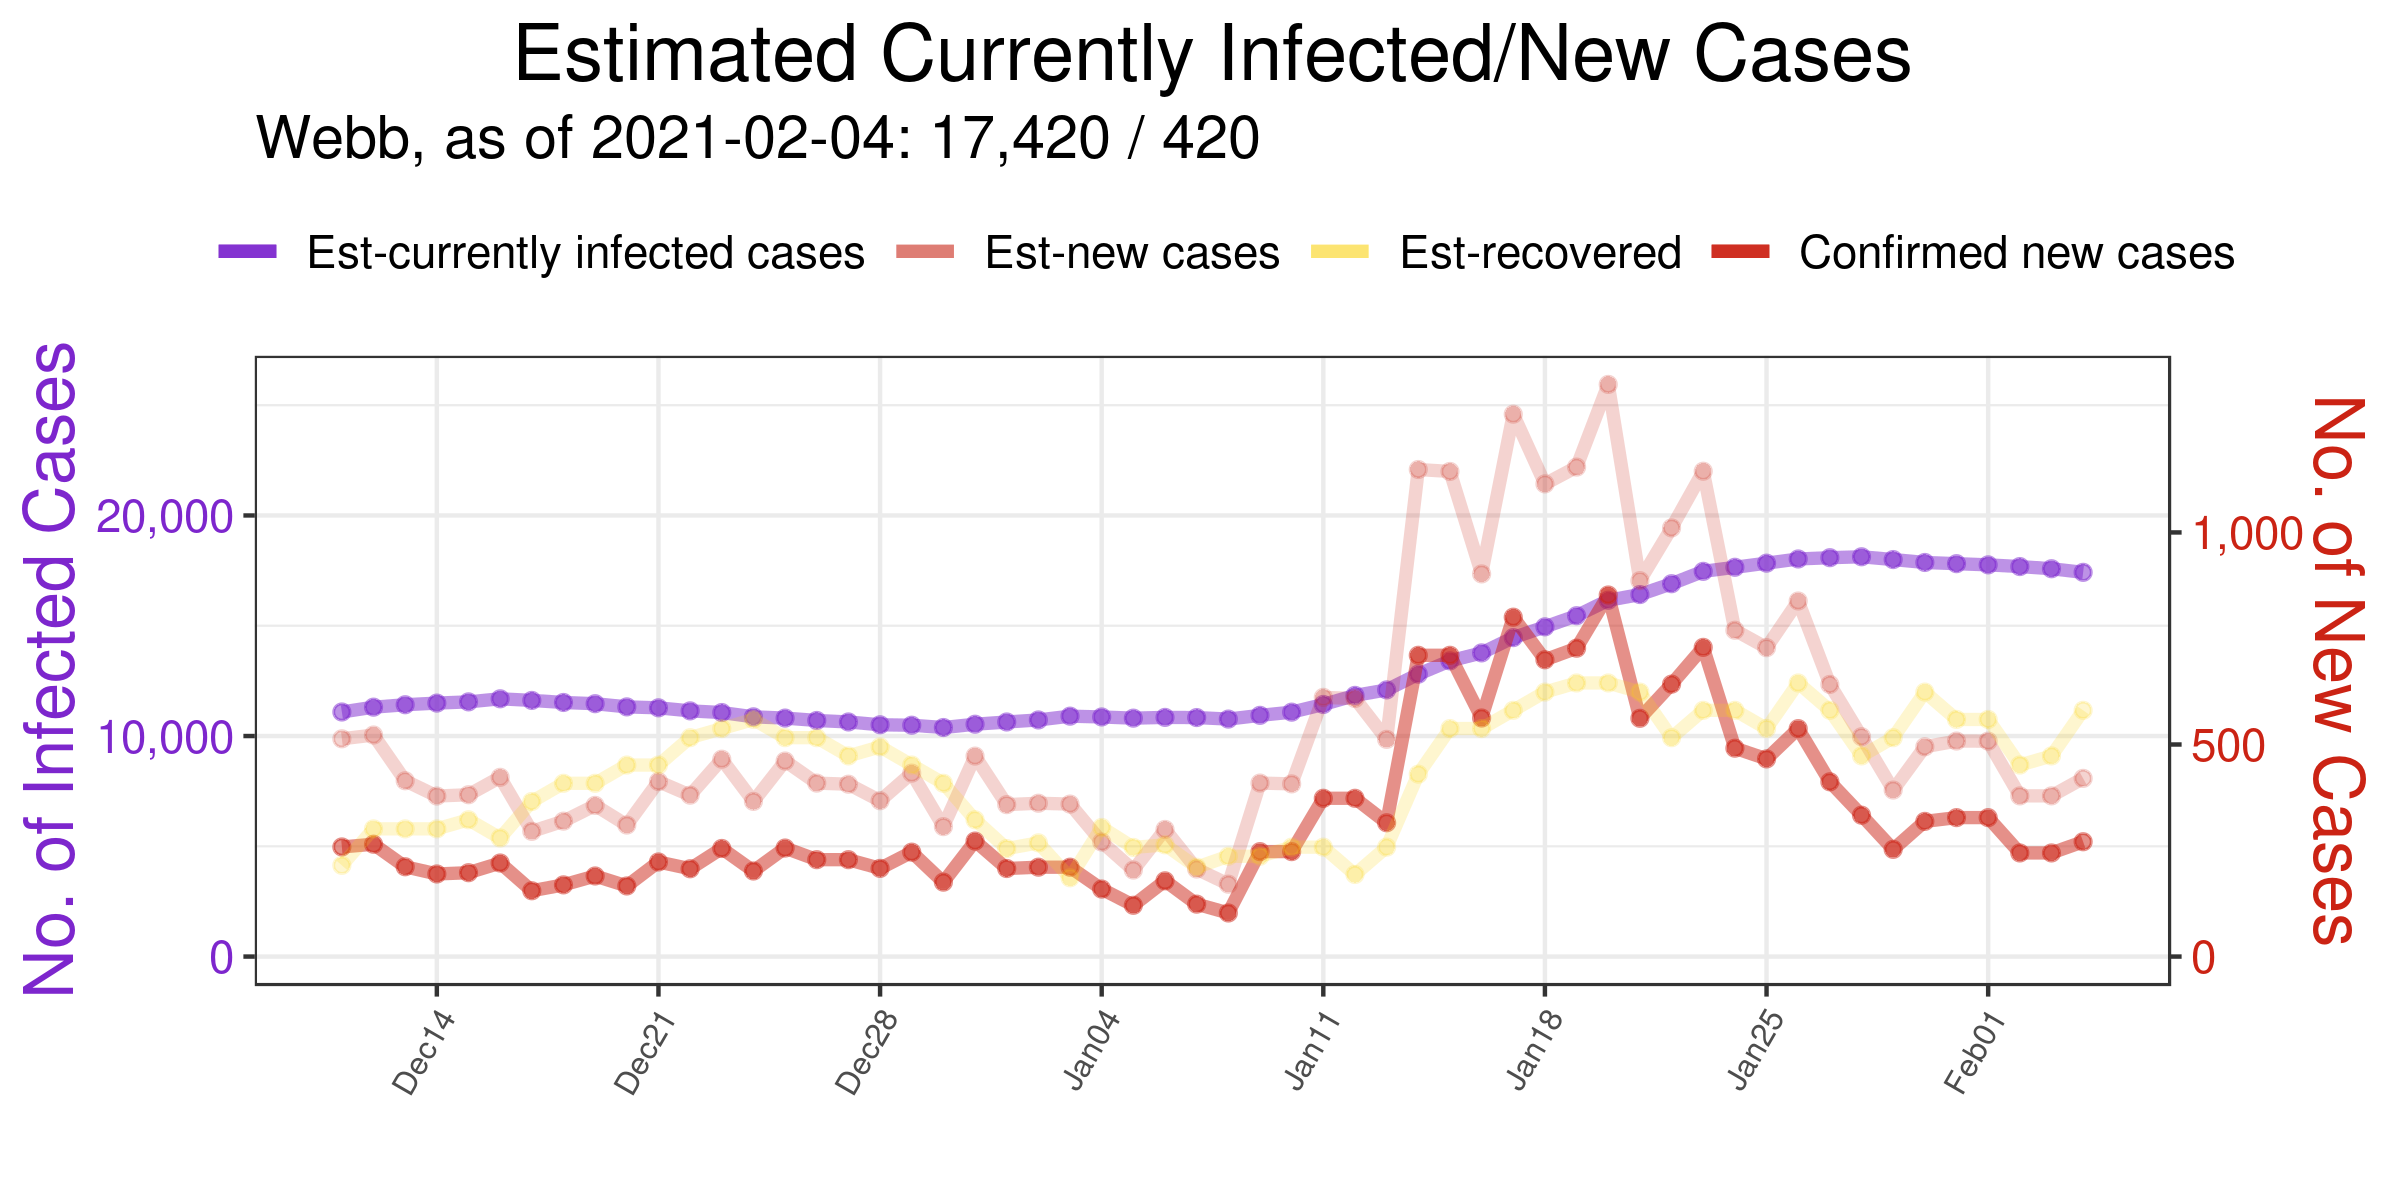 Estimated Currently Infected/New Cases
Webb, as of 2021-02-04: 17,420 / 420
Est-currently infected cases Est-new cases Est-recovered Confirmed new cases
No. of Infected Cases
20,000
10,000
0
1,000
500
0
No. of New Cases
Dec14 Dec21 Dec28 Jan04 Jan11 Jan18 Jan25 Feb01